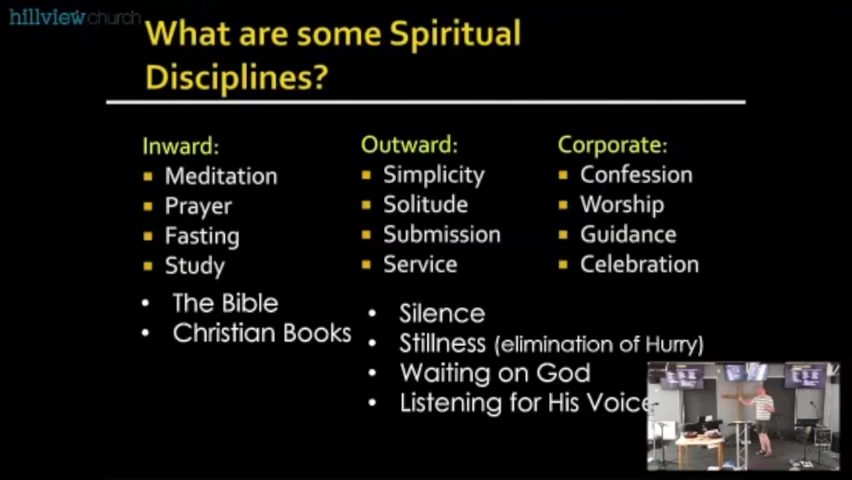 hillviewchurch
What are some Spiritual
Disciplines?
Inward:
Meditation
Prayer
Fasting
Study
The Bible
Christian Books
Outward:
Simplicity
Solitude
Submission
Service
Silence
Stillness (elimination of Hurry)
Waiting on God
Listening for His Voice
Corporate:
Confession
Worship
Guidance
Celebration